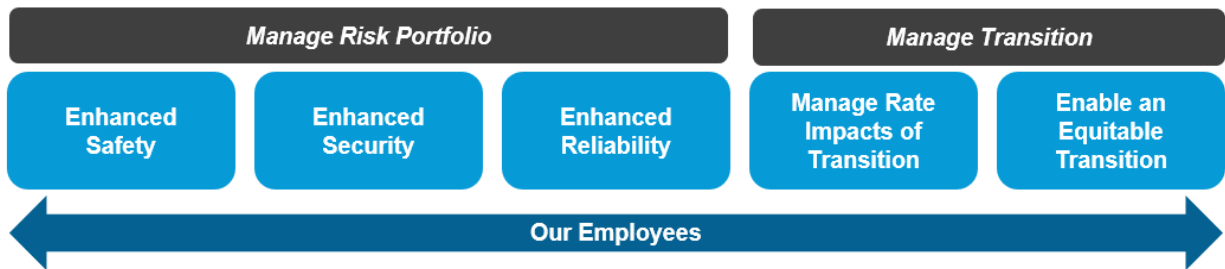 Manage Risk Portfolio
Manage Transition
Enhanced
Safety
Enhanced
Security
Enhanced
Reliability
Manage Rate
Impacts of
Transition
Enable an
Equitable
Transition
Our Employees